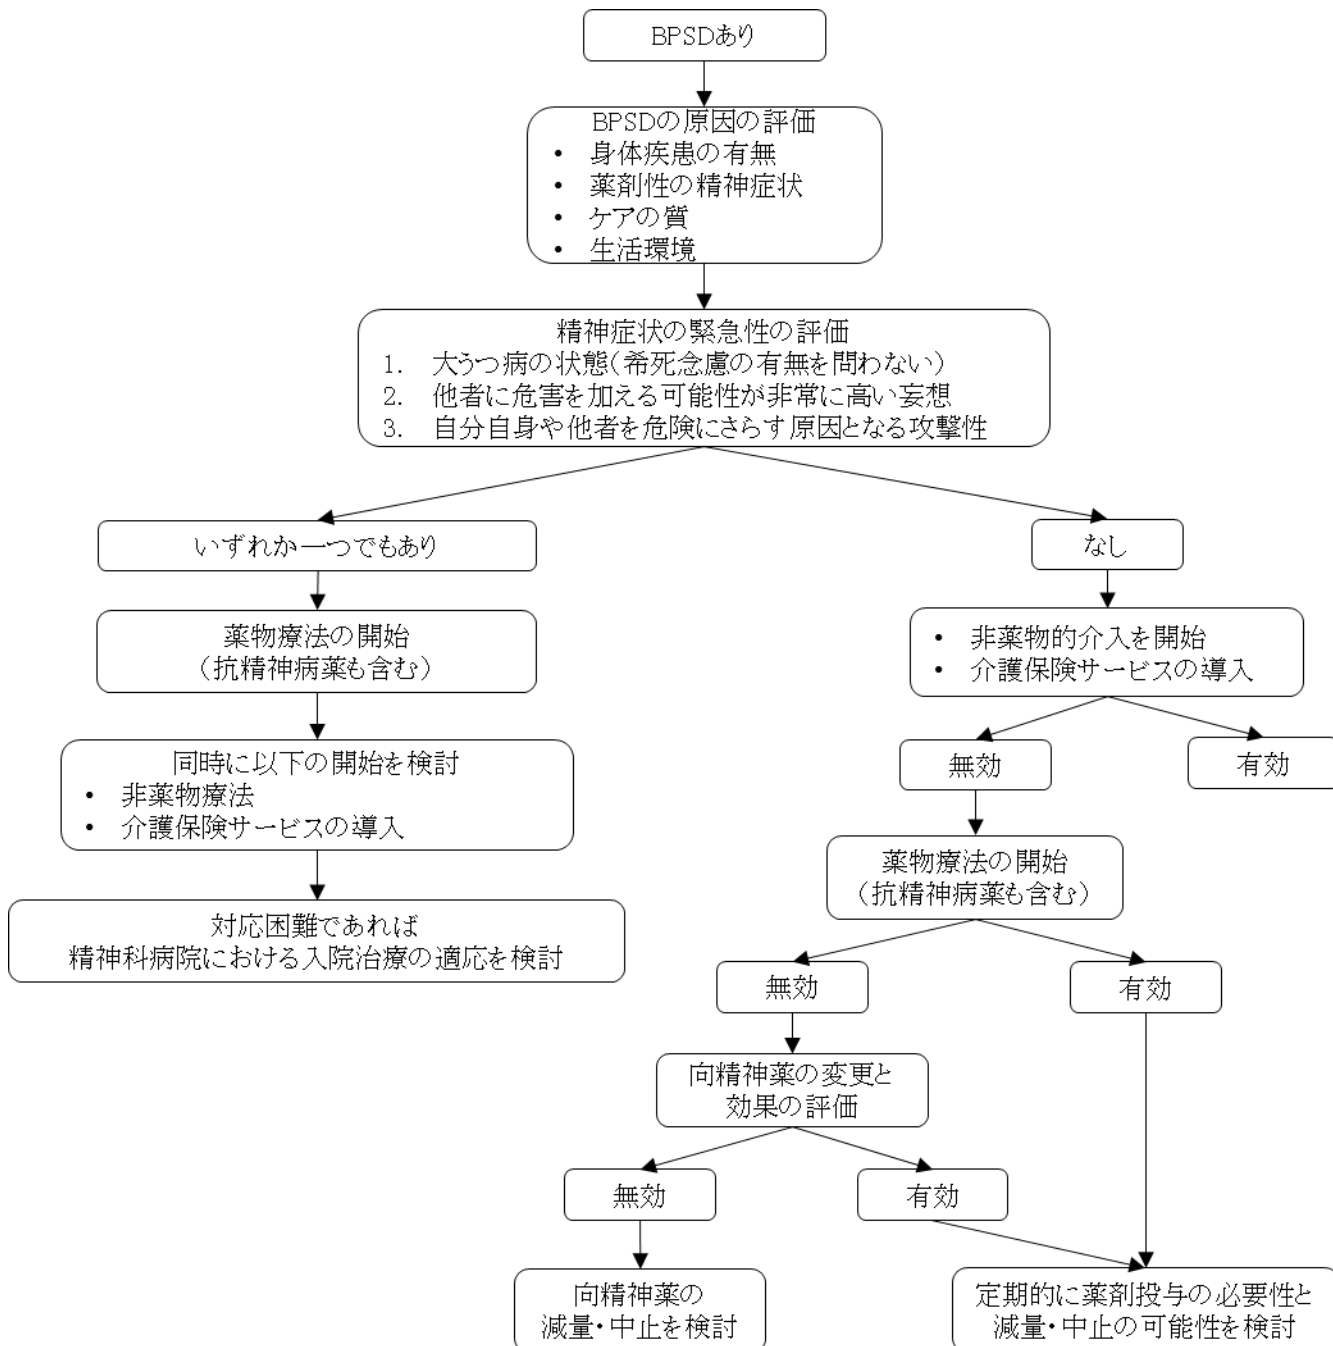 BPSDあり
BPSDの原因の評価
• 身体疾患の有無
• 薬剤性の精神症状
• ケアの質
• 生活環境
精神症状の緊急性の評価
1. 大うつ病の状態(希死念慮の有無を問わない)
2. 他者に危害を加える可能性が非常に高い妄想
3. 自分自身や他者を危険にさらす原因となる攻撃性
いずれか一つでもあり
なし
薬物療法の開始
(抗精神病薬も含む)
• 非薬物的介入を開始
• 介護保険サービスの導入
同時に以下の開始を検討
• 非薬物療法
• 介護保険サービスの導入
無効
有効
対応困難であれば
精神科病院における入院治療の適応を検討
薬物療法の開始
(抗精神病薬も含む)
無効
有効
向精神薬の変更と
効果の評価
無効
有効
向精神薬の
減量・中止を検討
定期的に薬剤投与の必要性と
減量・中止の可能性を検討